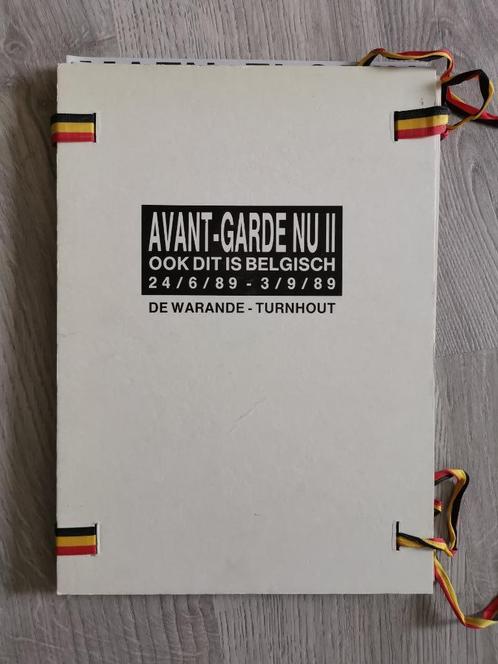 AVANT-GARDE NU II
OOK DIT IS BELGISCH
24/6/89 - 3/9/89
DE WARANDE - TURNHOUT